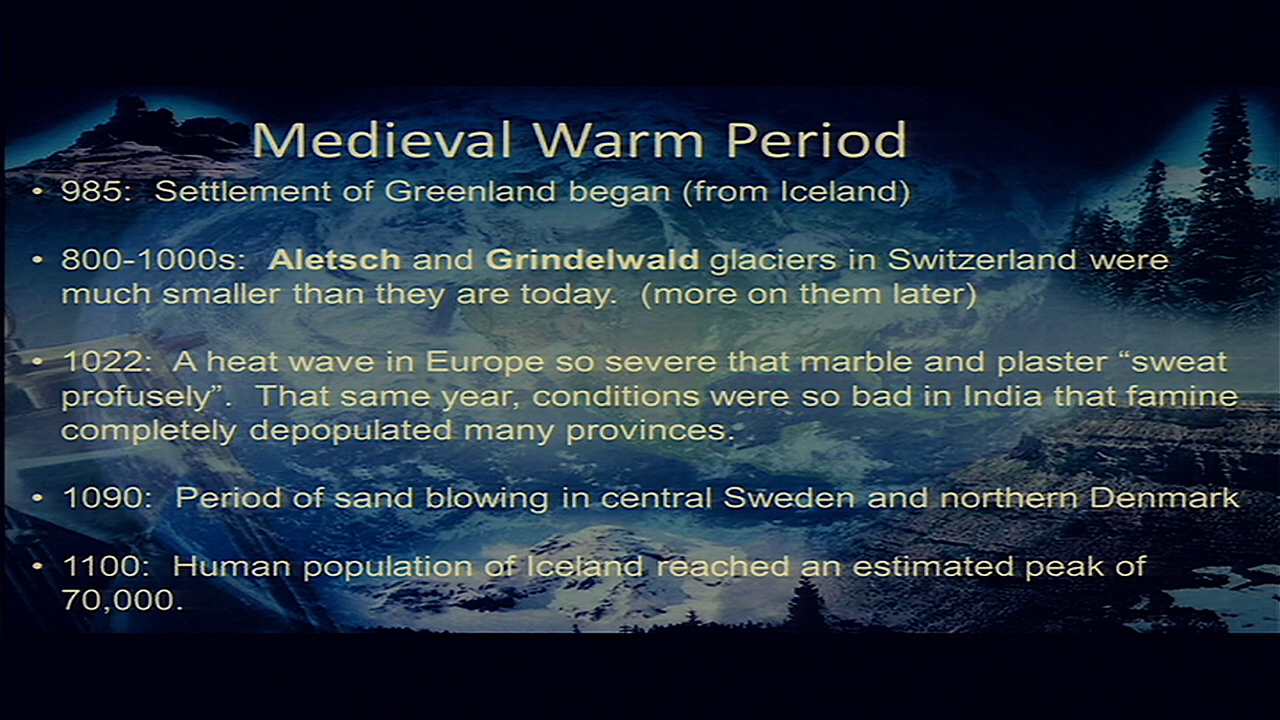 Medieval Warm Period
• 985: Settlement of Greenland began (from Iceland)
• 800-1000s: Aletsch and Grindelwald glaciers in Switzerland were
much smaller than they are today. (more on them later)
• 1022: A heat wave in Europe so severe that marble and plaster “sweat
profusely”. That same year, conditions were so bad in India that famine
completely depopulated many provinces.
• 1090: Period of sand blowing in central Sweden and northern Denmark
• 1100: Human population of Iceland reached an estimated peak of
70,000.